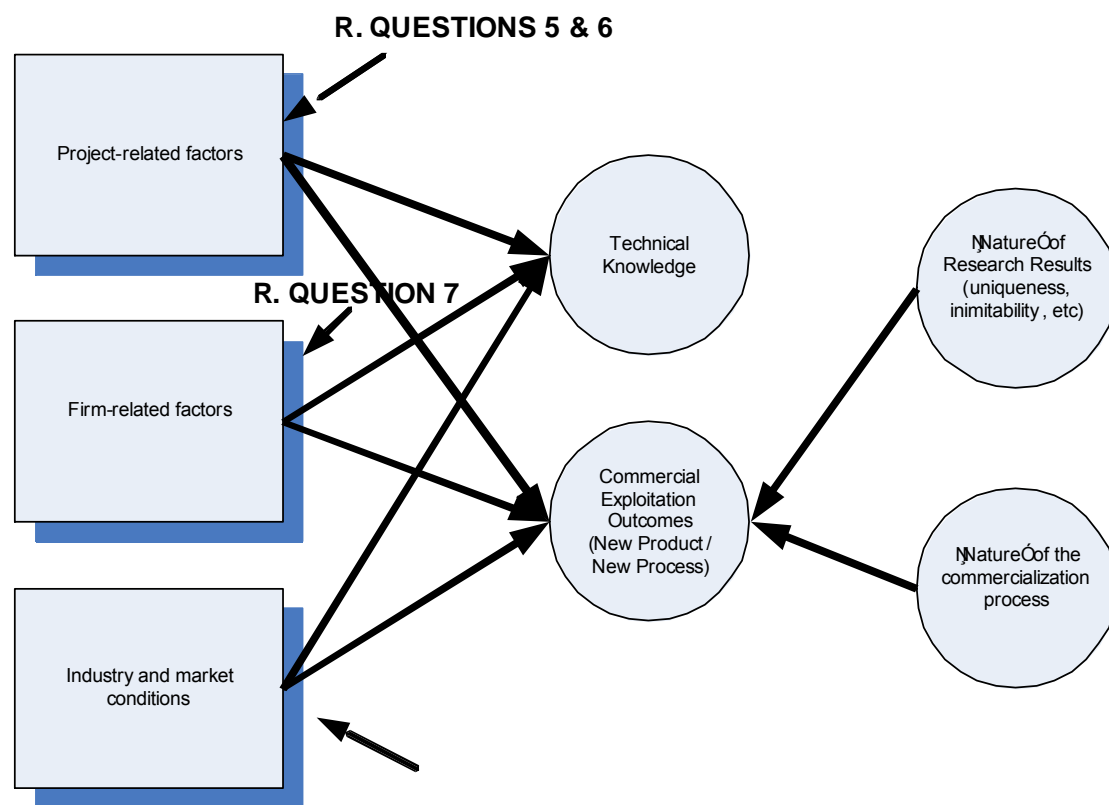 R. QUESTIONS 5 & 6
Project-related factors
Technical
Knowledge
ŅNatureÓof
Research Results
(uniqueness,
inimitability , etc)
R. QUESTION 7
Firm-related factors
Commercial
Exploitation
Outcomes
(New Product /
New Process)
ŅNatureÓof the
commercialization
process
Industry and market
conditions